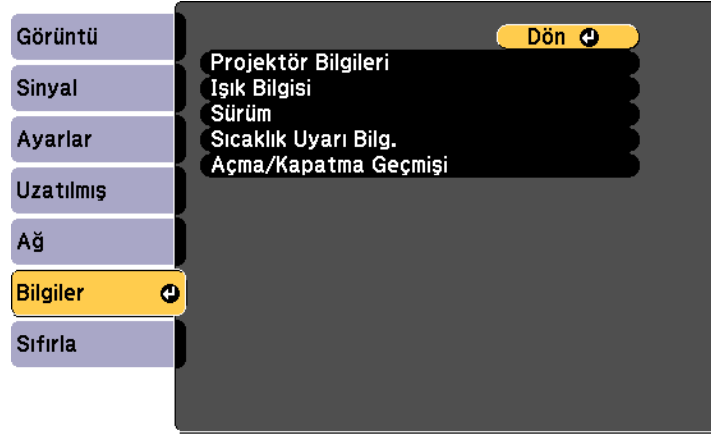 Görüntü
Sinyal
Ayarlar
Uzatılmış
Ağ
Bilgiler
Sıfırla
Dön
Projektör Bilgileri
Işık Bilgisi
Sürüm
Sıcaklık Uyarı Bilg.
Açma/Kapatma Geçmişi